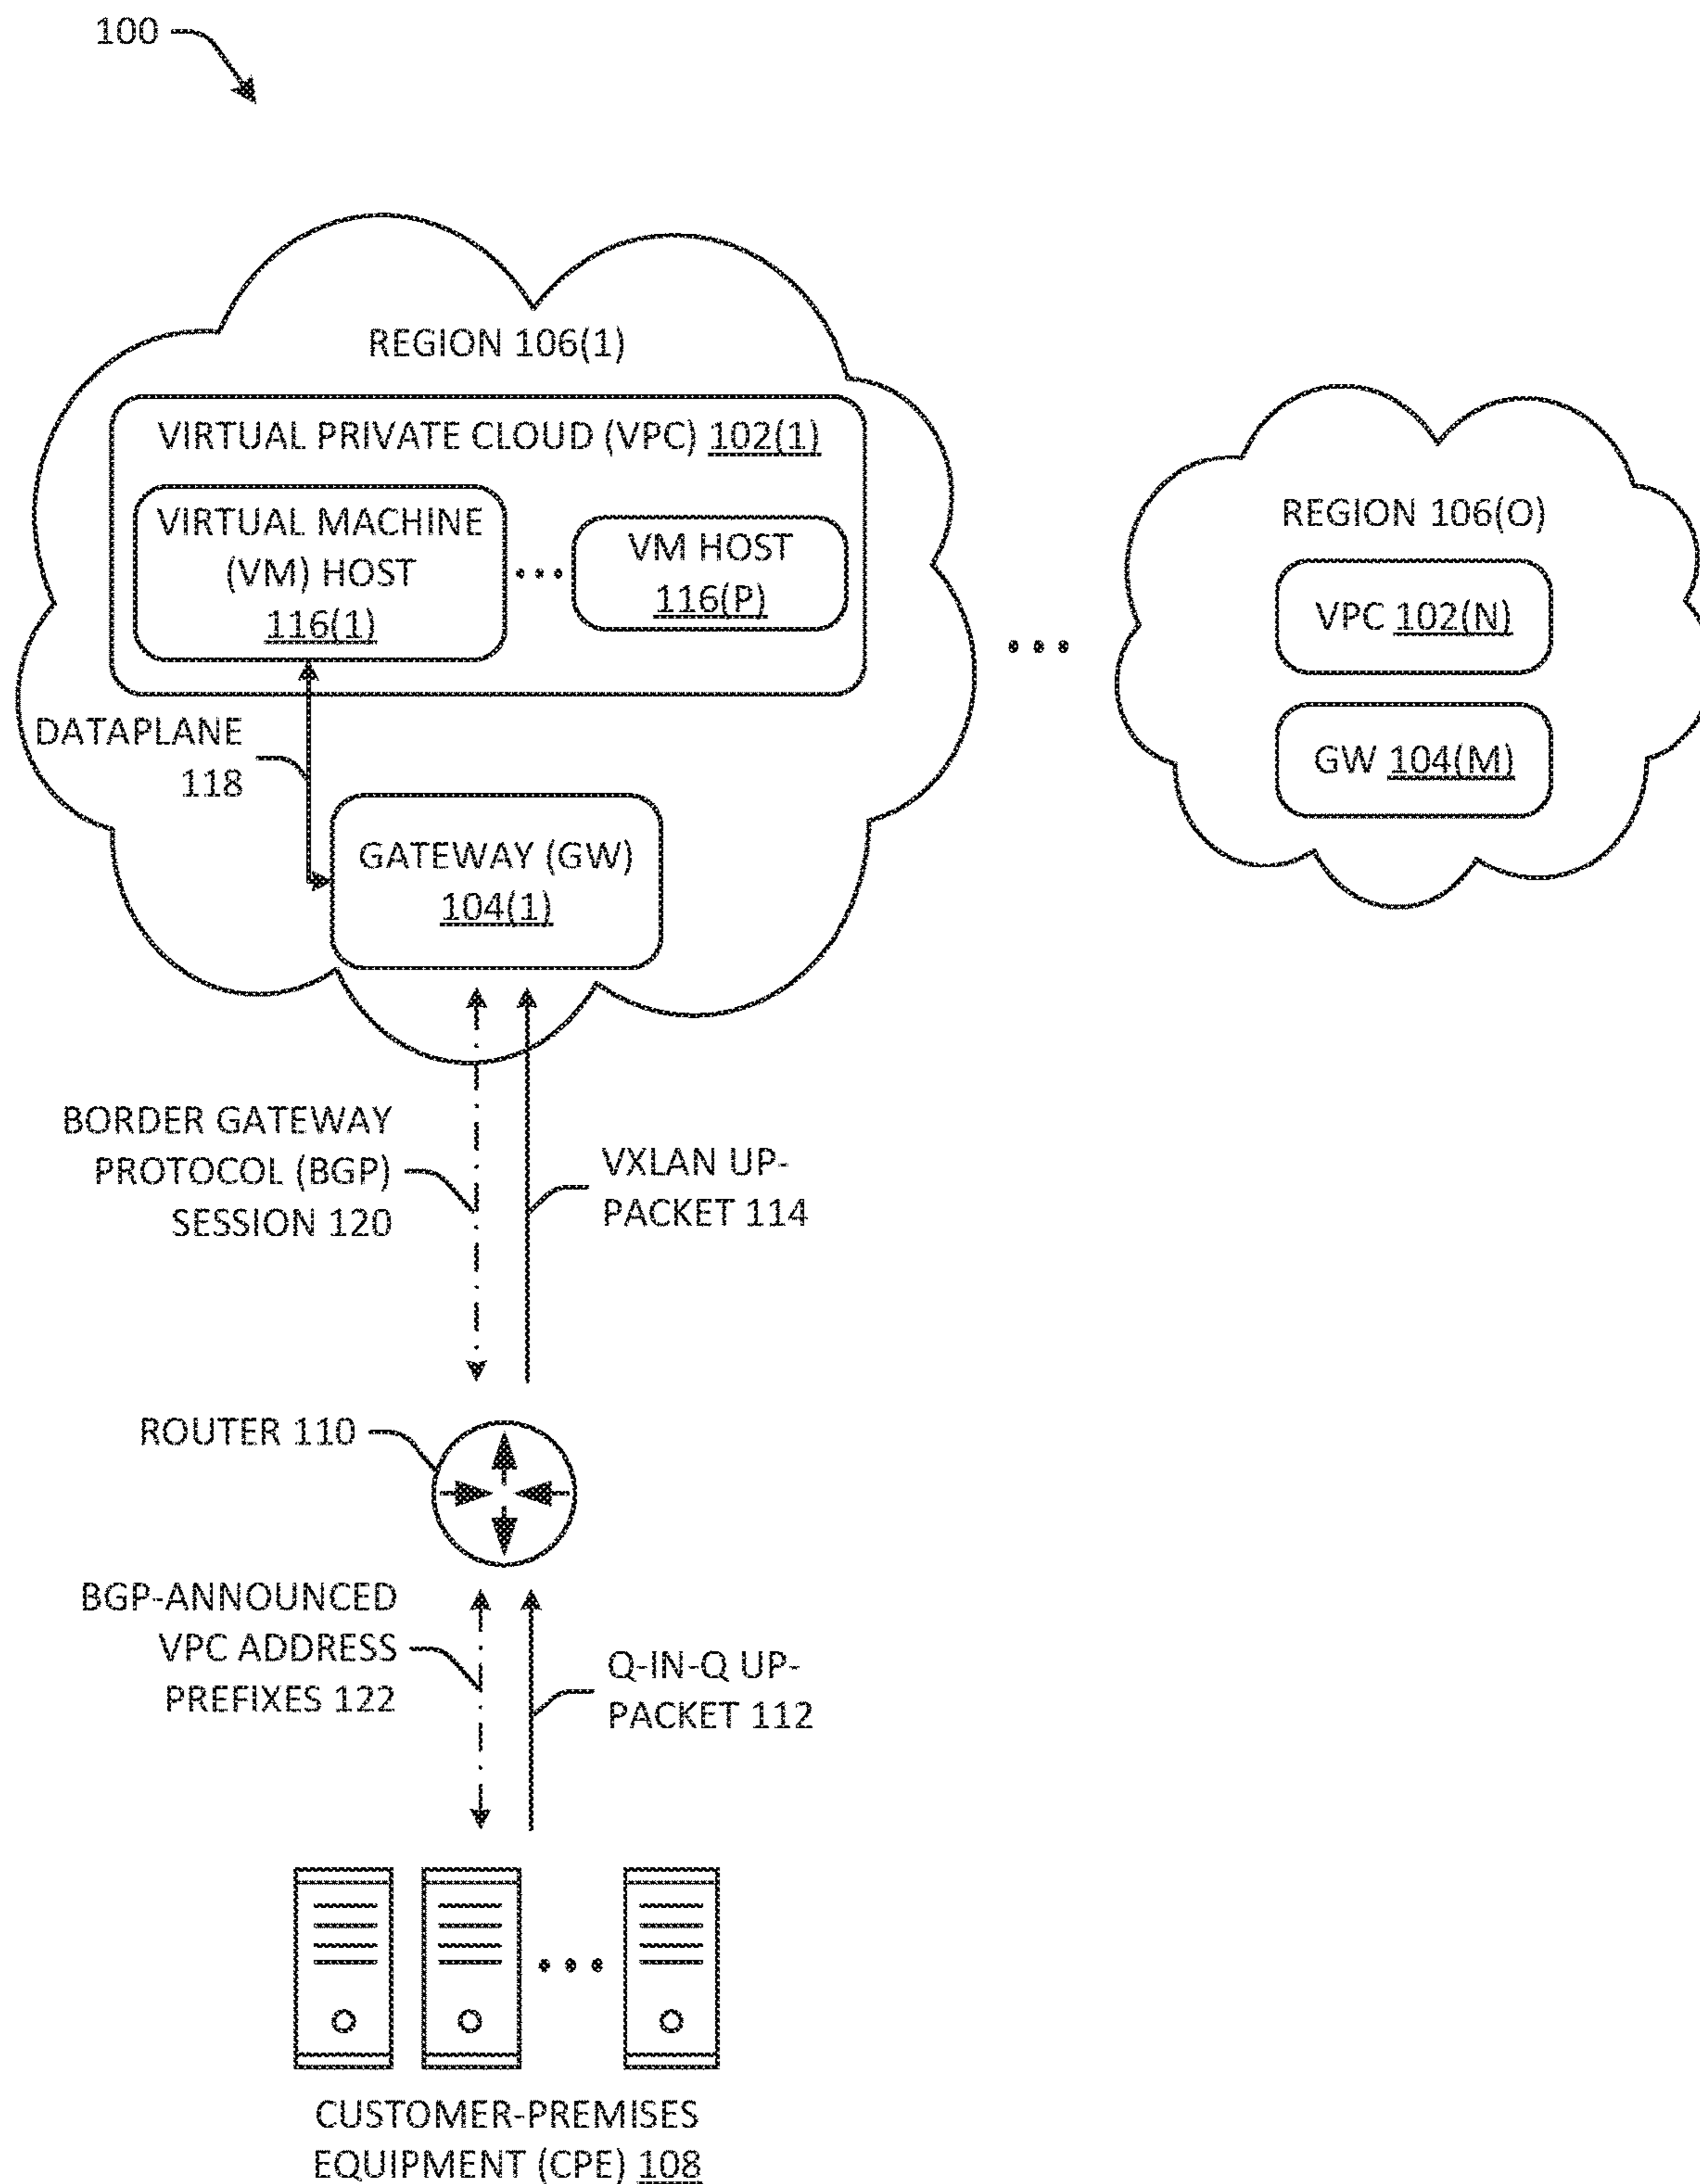 100
REGION 106(1)
VIRTUAL PRIVATE CLOUD (VPC) 102(1)
VIRTUAL MACHINE
(VM) HOST
116(1)
VM HOST
116(P)
DATAPLANE
118
GATEWAY (GW)
104(1)
REGION 106(O)
VPC 102(N)
GW 104(M)
BORDER GATEWAY
PROTOCOL (BGP)
SESSION 120
VXLAN UP-
PACKET 114
ROUTER 110
BGP-ANNOUNCED
VPC ADDRESS
PREFIXES 122
Q-IN-Q UP-
PACKET 112
CUSTOMER-PREMISES
EQUIPMENT (CPE) 108